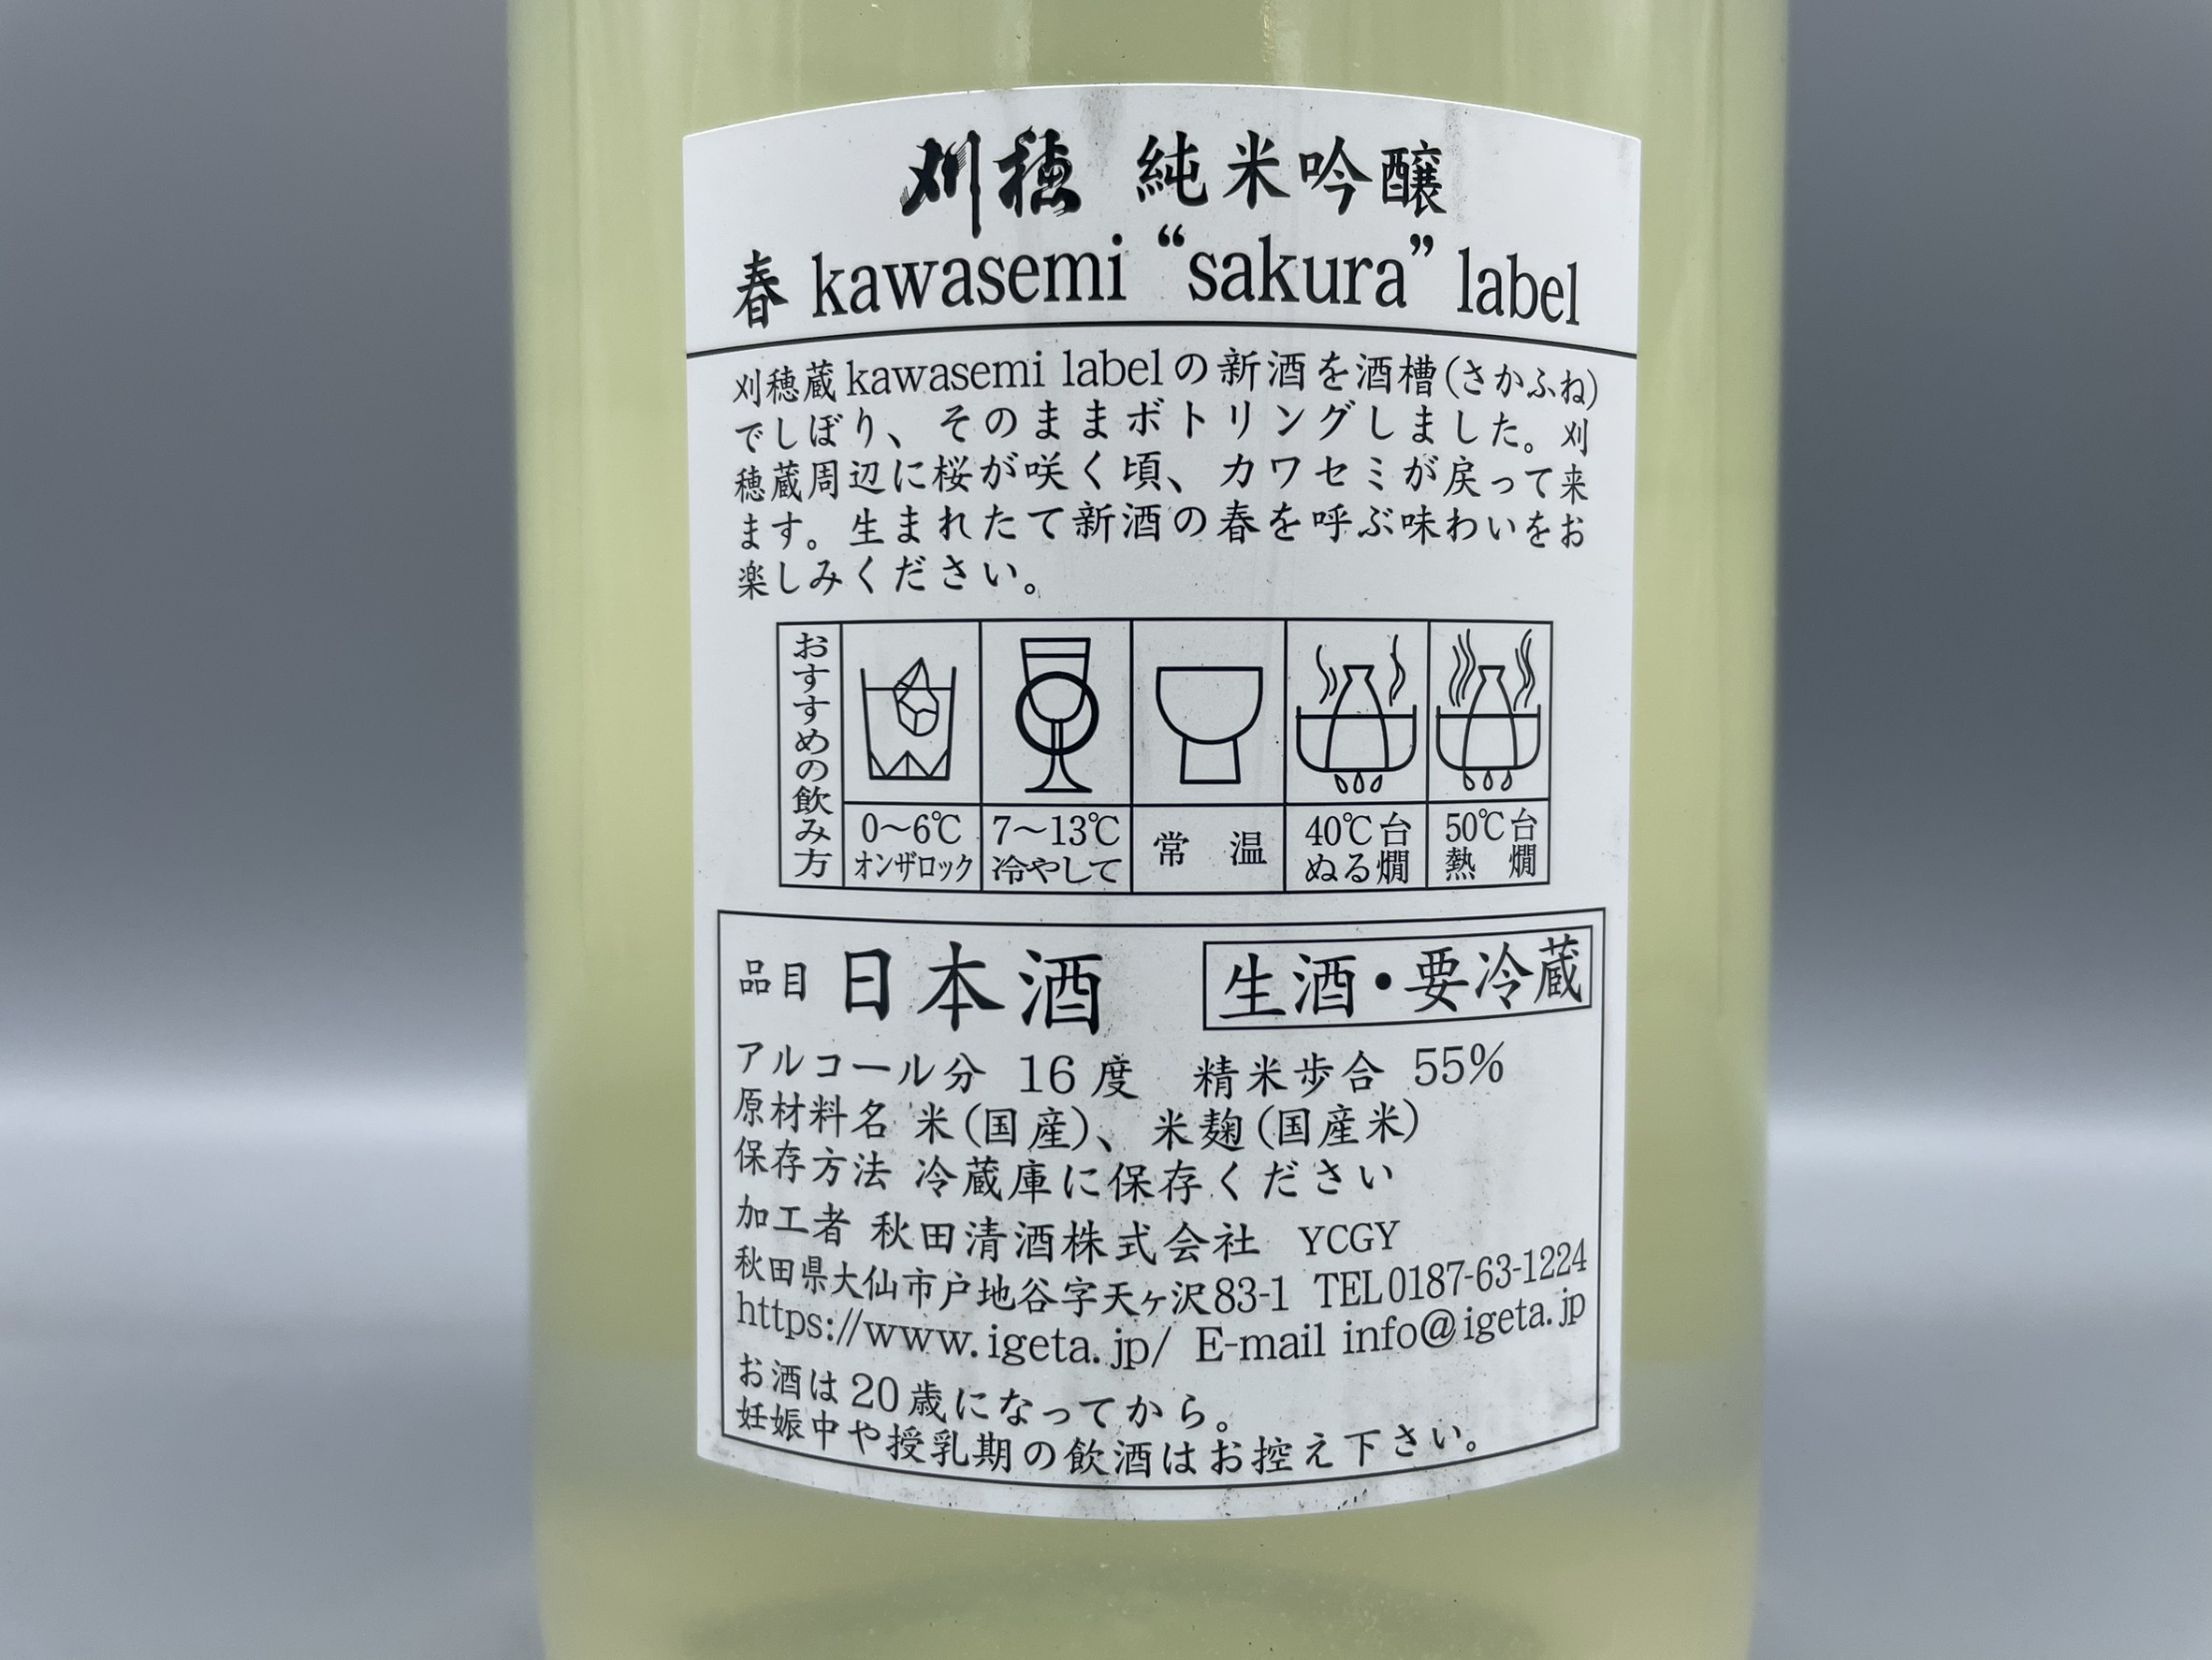 刈穂 純米吟醸
春 kawasemi “sakura” label
刈穂蔵kawasemi labelの新酒を酒槽(さかふね)
でしぼり、そのままボトリングしました。刈
穂蔵周辺に桜が咲く頃、カワセミが戻って来
ます。生まれたて新酒の春を呼ぶ味わいをお
楽しみください。
おすすめの飲み方
0～6℃
オンザロック
7～13℃
冷やして
常 温
40℃台
ぬる燗
50℃台
熱 燗
品目 日本酒 生酒・要冷蔵
アルコール分 16度 精米歩合 55%
原材料名 米(国産)、米麹(国産米)
保存方法 冷蔵庫に保存ください
加工者 秋田清酒株式会社 YCGY
秋田県大仙市戸地谷字天ケ沢83-1 TEL0187-63-1224
https://www.igeta.jp/ E-mail info@igeta.jp
お酒は20歳になってから。
妊娠中や授乳期の飲酒はお控え下さい。